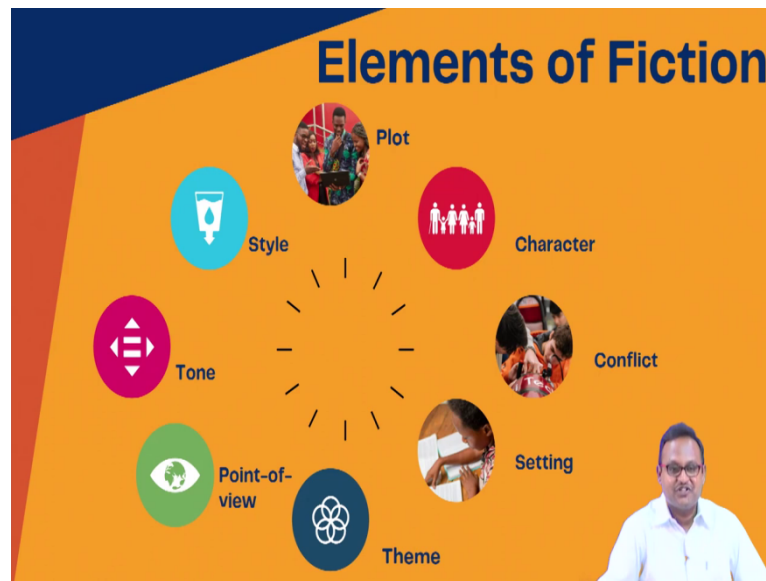 Elements of Fiction
Plot
Character
Conflict
Setting
Theme
Point-of-
view
Tone
Style